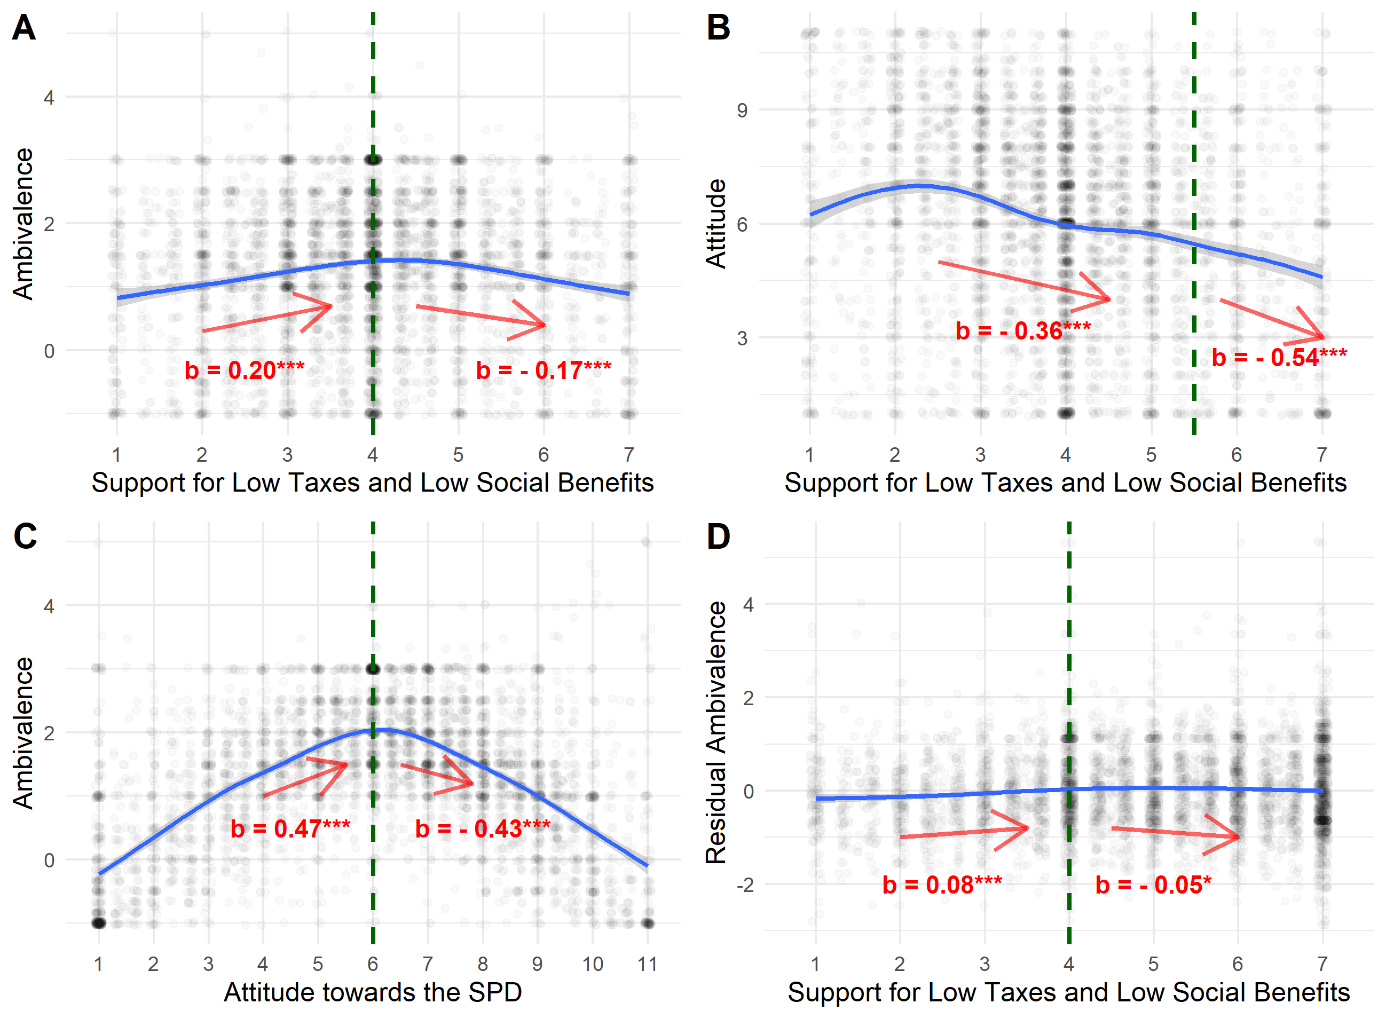 A
Ambivalence
4
2
0
b = 0.20***
b = - 0.17***
1 2 3 4 5 6 7
Support for Low Taxes and Low Social Benefits
B
Attitude
9
6
3
b = - 0.36***
b = - 0.54***
1 2 3 4 5 6 7
Support for Low Taxes and Low Social Benefits
C
Ambivalence
4
2
0
b = 0.47***
b = - 0.43***
1 2 3 4 5 6 7 8 9 10 11
Attitude towards the SPD
D
Residual Ambivalence
4
2
0
-2
b = 0.08***
b = - 0.05*
1 2 3 4 5 6 7
Support for Low Taxes and Low Social Benefits